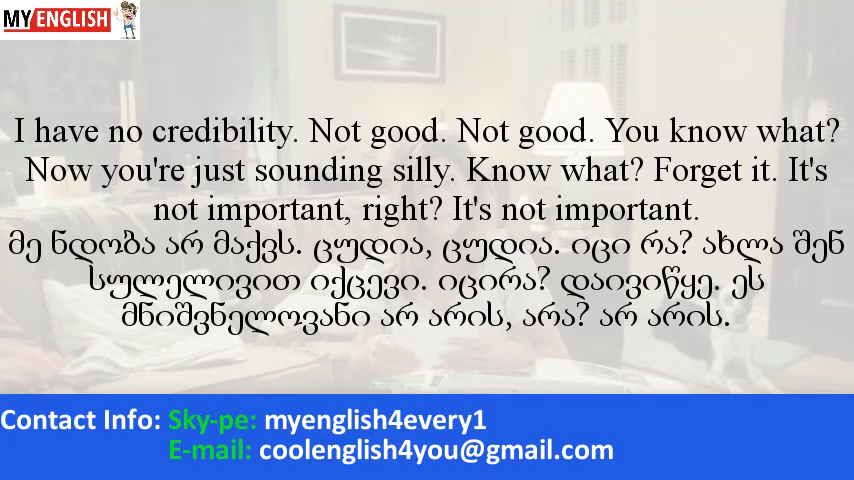 MY ENGLISH
I have no credibility. Not good. Not good. You know what?
Now you're just sounding silly. Know what? Forget it. It's
not important, right? It's not important.
მე ნდობა არ მაქვს. ცუდია, ცუდია. იცი რა? ახლა შენ
სულელივით იქცევი. იცირა? დაივიწყე. ეს
მნიშვნელოვანი არ არის, არა? არ არის.
Contact Info: Sky-pe: myenglish4every1
E-mail: coolenglish4you@gmail.com